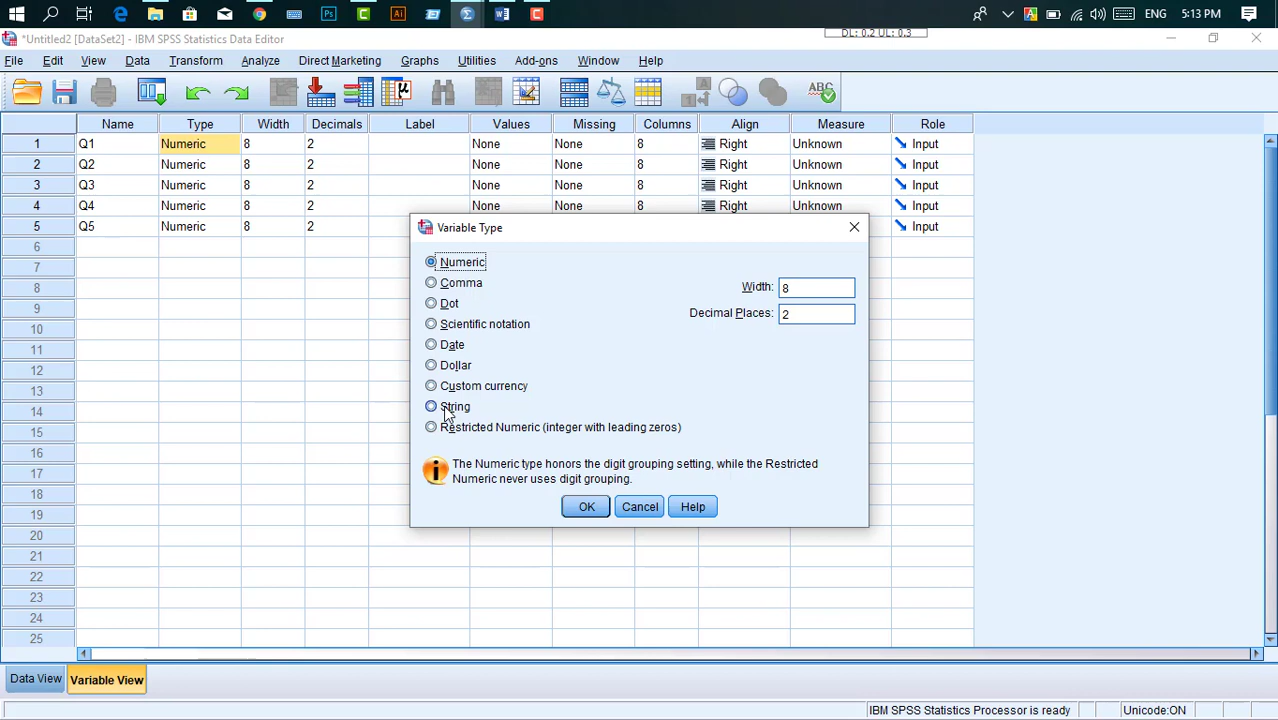 ENG 5:13 PM
*Untitled2 [DataSet2] - IBM SPSS Statistics Data Editor
DL: 0.2 UL: 0.3
File Edit View Data Transform Analyze Direct Marketing Graphs Utilities Add-ons Window Help
Name Type Width Decimals Label Values Missing Columns Align Measure Role
1 Q1 Numeric 8 2 None None 8 Right Unknown Input
2 Q2 Numeric 8 2 None None 8 Right Unknown Input
3 Q3 Numeric 8 2 None None 8 Right Unknown Input
4 Q4 Numeric 8 2 None None 8 Right Unknown Input
5 Q5 Numeric 8 2 Input
6
7
8
9
10
11
12
13
14
15
16
17
18
19
20
21
22
23
24
25
Variable Type
Numeric
Comma
Dot
Scientific notation
Date
Dollar
Custom currency
String
Restricted Numeric (integer with leading zeros)
Width: 8
Decimal Places: 2
The Numeric type honors the digit grouping setting, while the Restricted
Numeric never uses digit grouping.
OK Cancel Help
Data View Variable View
IBM SPSS Statistics Processor is ready Unicode:ON